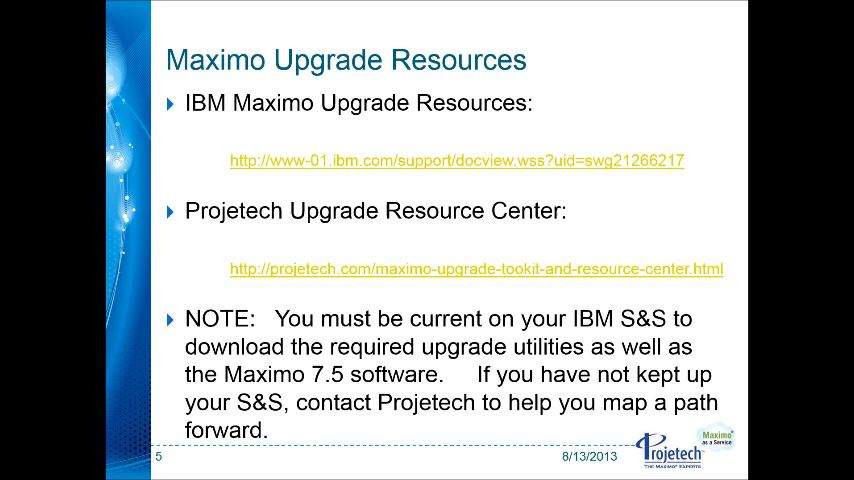 Maximo Upgrade Resources
IBM Maximo Upgrade Resources:
http://www-01.ibm.com/support/docview.wss?uid=swg21266217
Projetech Upgrade Resource Center:
http://projetech.com/maximo-upgrade-tookit-and-resource-center.html
NOTE: You must be current on your IBM S&S to
download the required upgrade utilities as well as
the Maximo 7.5 software. If you have not kept up
your S&S, contact Projetech to help you map a path
forward.
5
8/13/2013
Projetech
THE MAXIMO EXPERTS
Maximo
as a Service